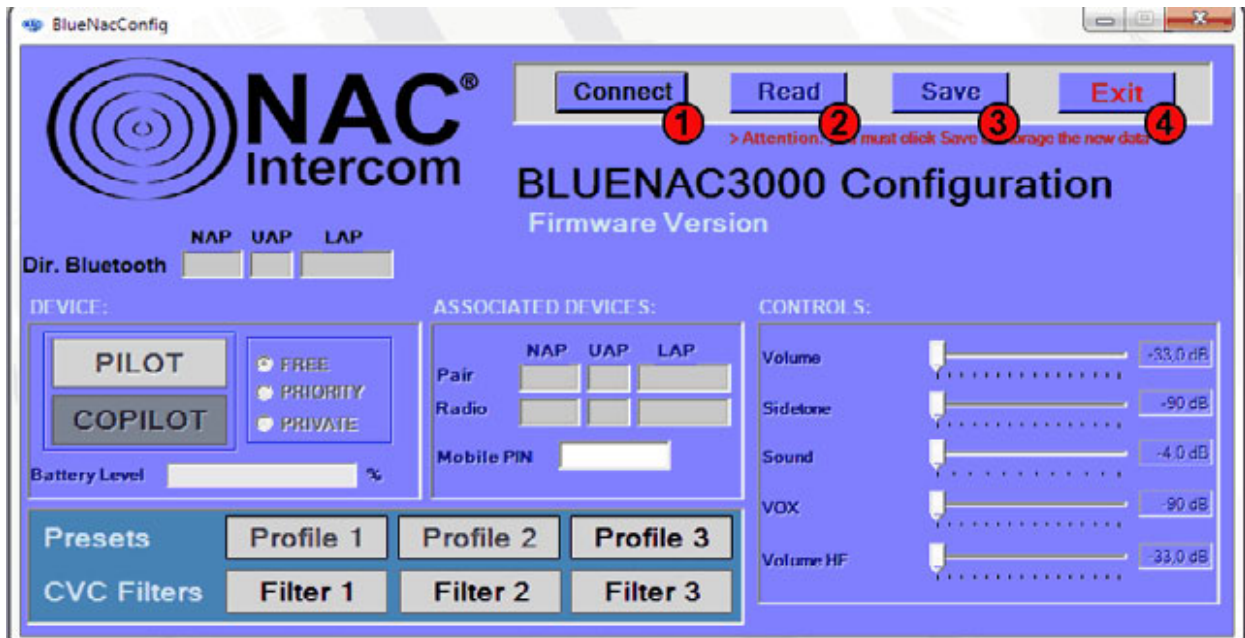 BlueNacConfig
NAC®
Intercom
Connect Read Save Exit
1 2 3 4
> Attention: must click Save the new data
BLUENAC3000 Configuration
Firmware Version
NAP UAP LAP
Dir. Bluetooth
DEVICE:
PILOT
COPILOT
FREE
PRIORITY
PRIVATE
Battery Level %
ASSOCIATED DEVICES:
NAP UAP LAP
Pair
Radio
Mobile PIN
CONTROLS:
Volume -33,0 dB
Sidetone -90 dB
Sound -4,0 dB
VOX -90 dB
Volume HF -33,0 dB
Presets Profile 1 Profile 2 Profile 3
CVC Filters Filter 1 Filter 2 Filter 3